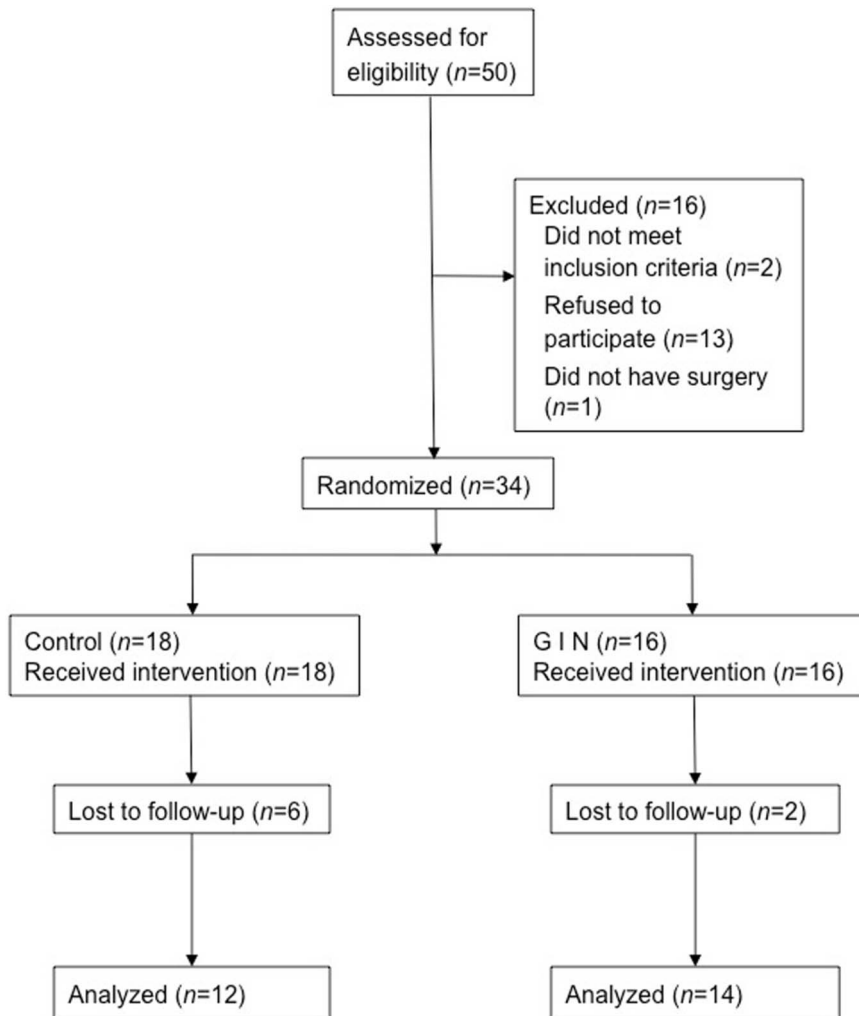 Assessed for
eligibility (n=50)
Excluded (n=16)
Did not meet
inclusion criteria (n=2)
Refused to
participate (n=13)
Did not have surgery
(n=1)
Randomized (n=34)
Control (n=18)
Received intervention (n=18)
G I N (n=16)
Received intervention (n=16)
Lost to follow-up (n=6)
Lost to follow-up (n=2)
Analyzed (n=12)
Analyzed (n=14)